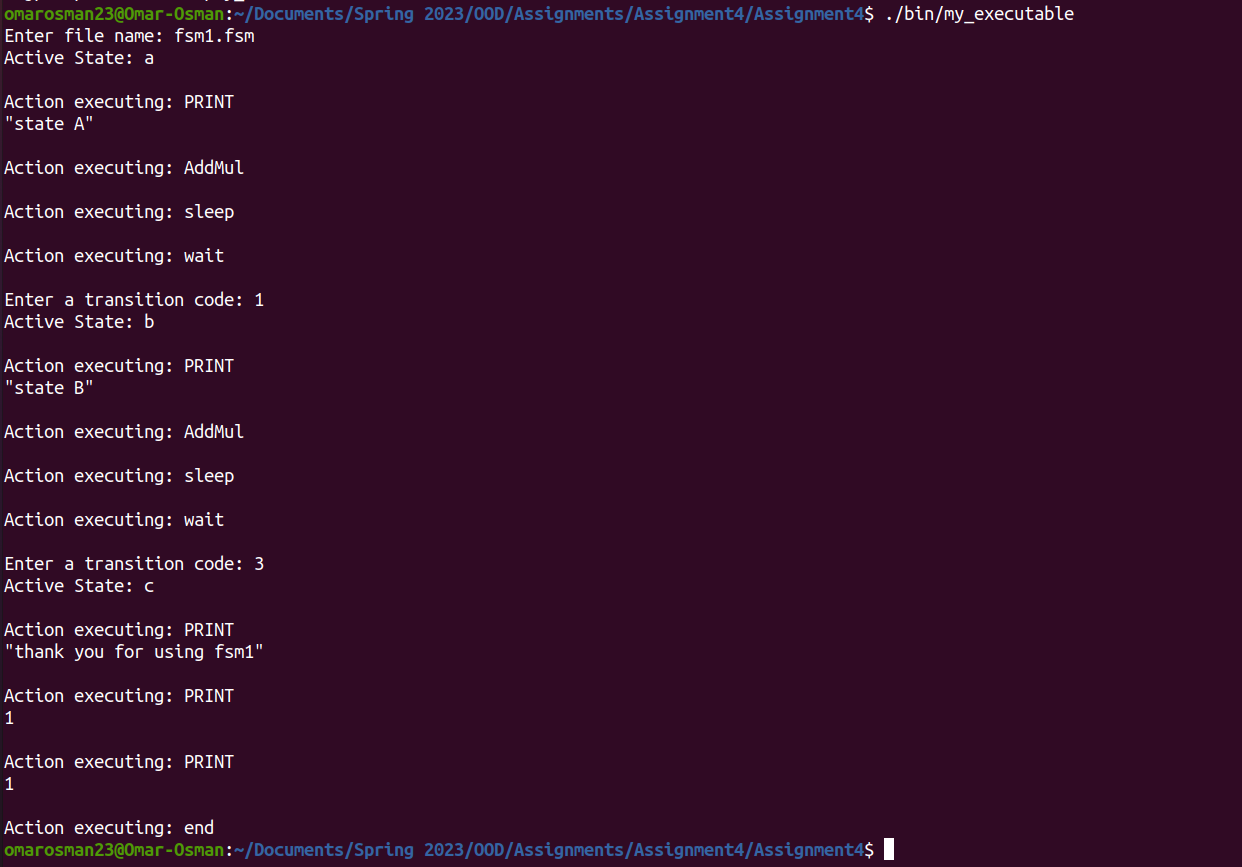 omarosman23@Omar-Osman:~/Documents/Spring 2023/OOD/Assignments/Assignment4/Assignment4$ ./bin/my_executable
Enter file name: fsm1.fsm
Active State: a
Action executing: PRINT
"state A"
Action executing: AddMul
Action executing: sleep
Action executing: wait
Enter a transition code: 1
Active State: b
Action executing: PRINT
"state B"
Action executing: AddMul
Action executing: sleep
Action executing: wait
Enter a transition code: 3
Active State: c
Action executing: PRINT
"thank you for using fsm1"
Action executing: PRINT
1
Action executing: PRINT
1
Action executing: end
omarosman23@Omar-Osman:~/Documents/Spring 2023/OOD/Assignments/Assignment4/Assignment4$